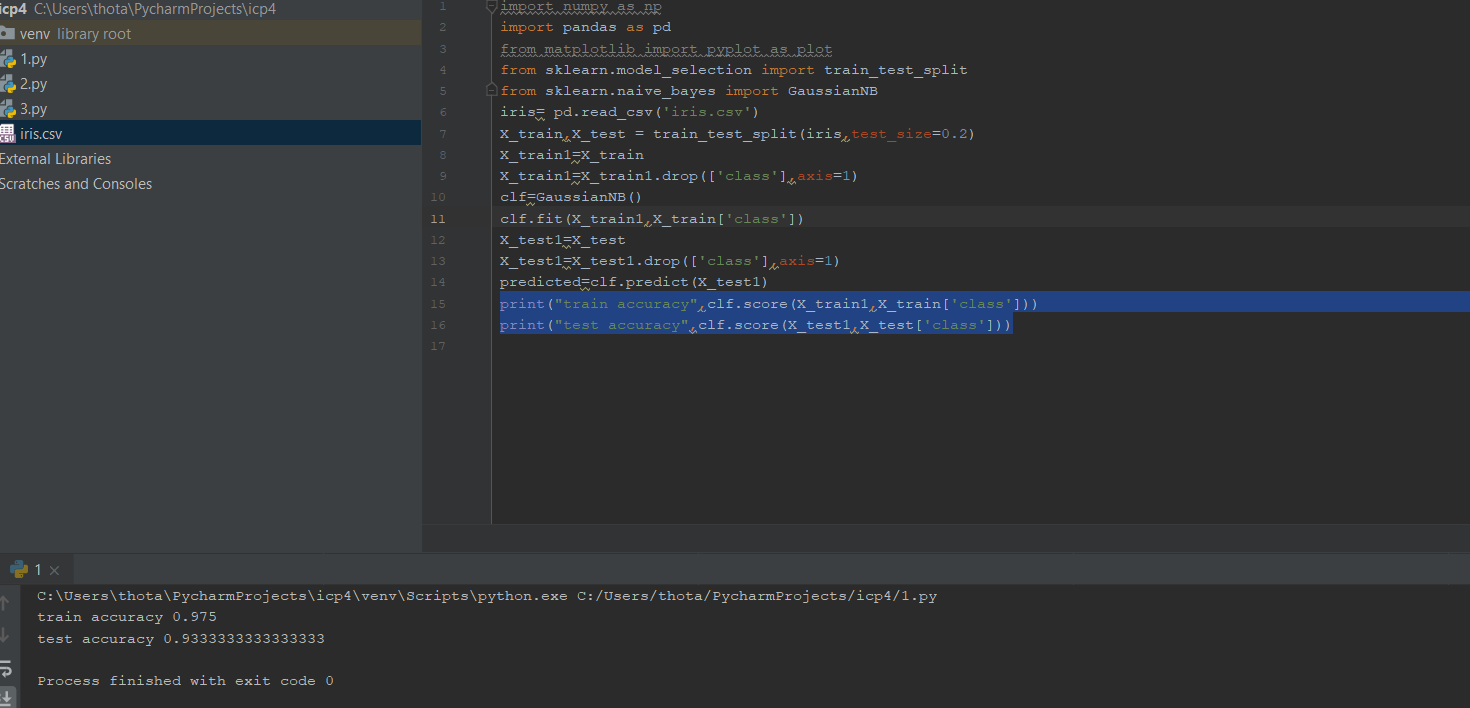 icp4 C:\Users\thota\PycharmProjects\icp4
venv library root
1.py
2.py
3.py
iris.csv
External Libraries
Scratches and Consoles
1 import numpy as np
2 import pandas as pd
3 from matplotlib import pyplot as plot
4 from sklearn.model_selection import train_test_split
5 from sklearn.naive_bayes import GaussianNB
6 iris= pd.read_csv('iris.csv')
7 X_train,X_test = train_test_split(iris,test_size=0.2)
8 X_train1=X_train
9 X_train1=X_train1.drop(['class'],axis=1)
10 clf=GaussianNB()
11 clf.fit(X_train1,X_train['class'])
12 X_test1=X_test
13 X_test1=X_test1.drop(['class'],axis=1)
14 predicted=clf.predict(X_test1)
15 print("train accuracy",clf.score(X_train1,X_train['class']))
16 print("test accuracy",clf.score(X_test1,X_test['class']))
17
1
C:\Users\thota\PycharmProjects\icp4\venv\Scripts\python.exe C:/Users/thota/PycharmProjects/icp4/1.py
train accuracy 0.975
test accuracy 0.9333333333333333
Process finished with exit code 0